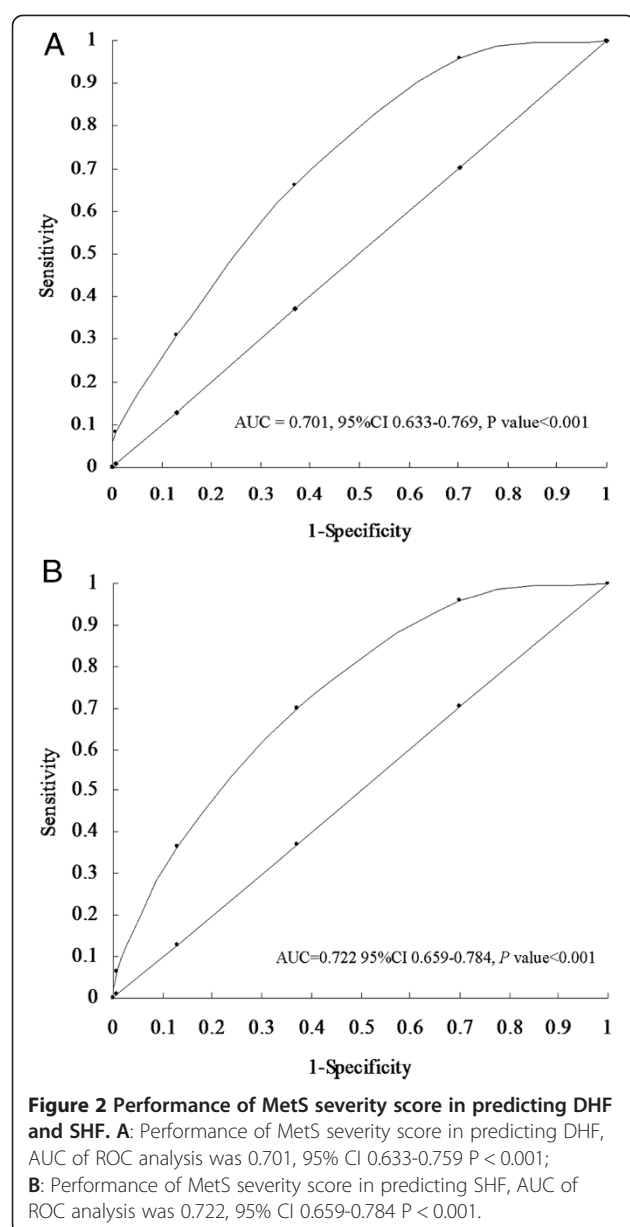 A
1
0.9
0.8
0.7
0.6
0.5
0.4
0.3
0.2
0.1
0
Sensitivity
AUC = 0.701, 95%CI 0.633-0.769, P value<0.001
0 0.1 0.2 0.3 0.4 0.5 0.6 0.7 0.8 0.9 1
1-Specificity
B
1
0.9
0.8
0.7
0.6
0.5
0.4
0.3
0.2
0.1
0
Sensitivity
AUC=0.722 95%CI 0.659-0.784, P value<0.001
0 0.1 0.2 0.3 0.4 0.5 0.6 0.7 0.8 0.9 1
1-Specificity
Figure 2 Performance of MetS severity score in predicting DHF
and SHF. A: Performance of MetS severity score in predicting DHF,
AUC of ROC analysis was 0.701, 95% CI 0.633-0.759 P < 0.001;
B: Performance of MetS severity score in predicting SHF, AUC of
ROC analysis was 0.722, 95% CI 0.659-0.784 P < 0.001.